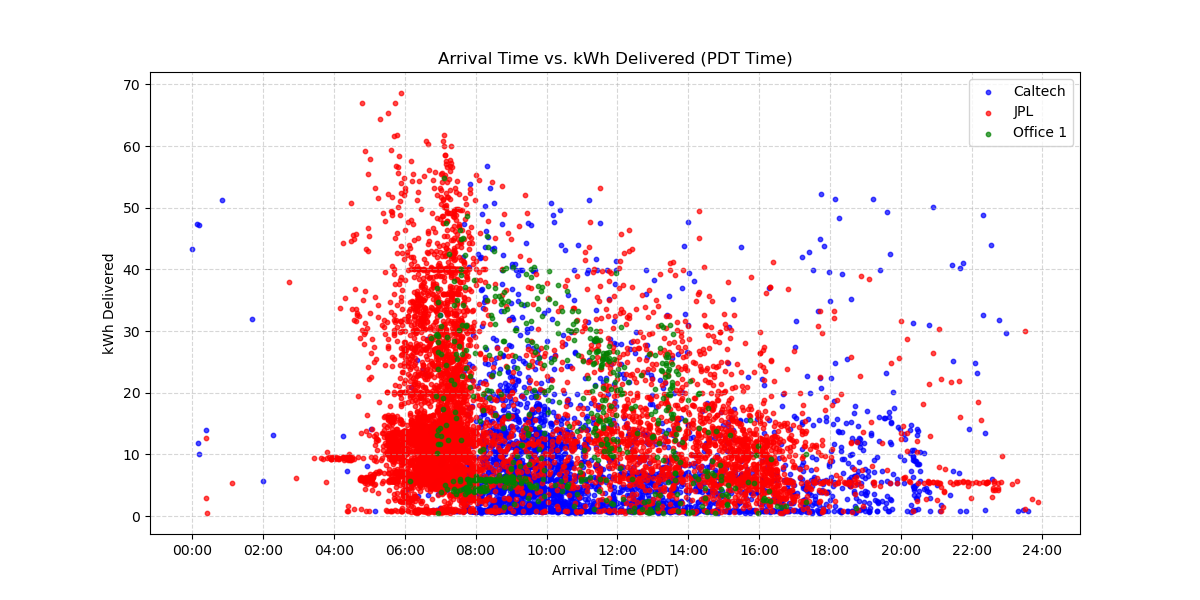 Arrival Time vs. kWh Delivered (PDT Time)
Caltech
JPL
Office 1
kWh Delivered
70
60
50
40
30
20
10
0
00:00 02:00 04:00 06:00 08:00 10:00 12:00 14:00 16:00 18:00 20:00 22:00 24:00
Arrival Time (PDT)